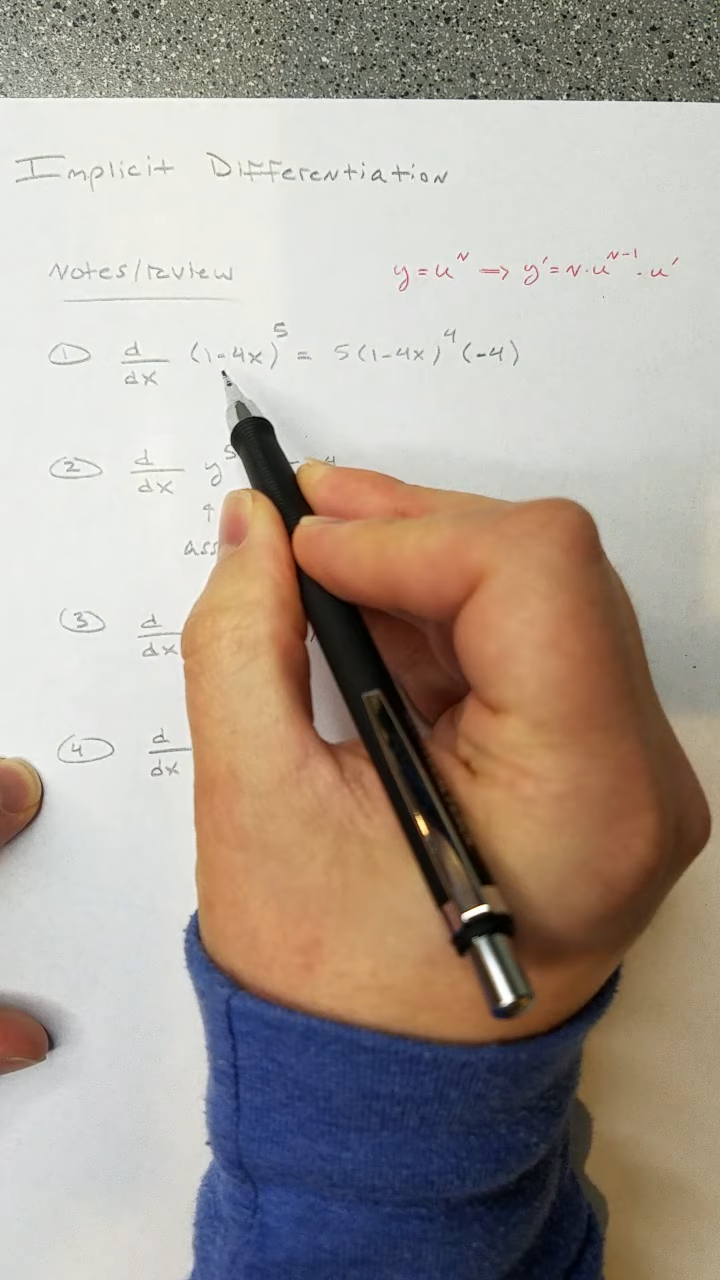 Implicit Differentiation
Notes/review
y = u^N ⟹ y' = N·u^(N-1)·u'
① d/dx (1-4x)^5 = 5(1-4x)^4(-4)
② d/dx y^5
↑
③ d/dx
④ d/dx